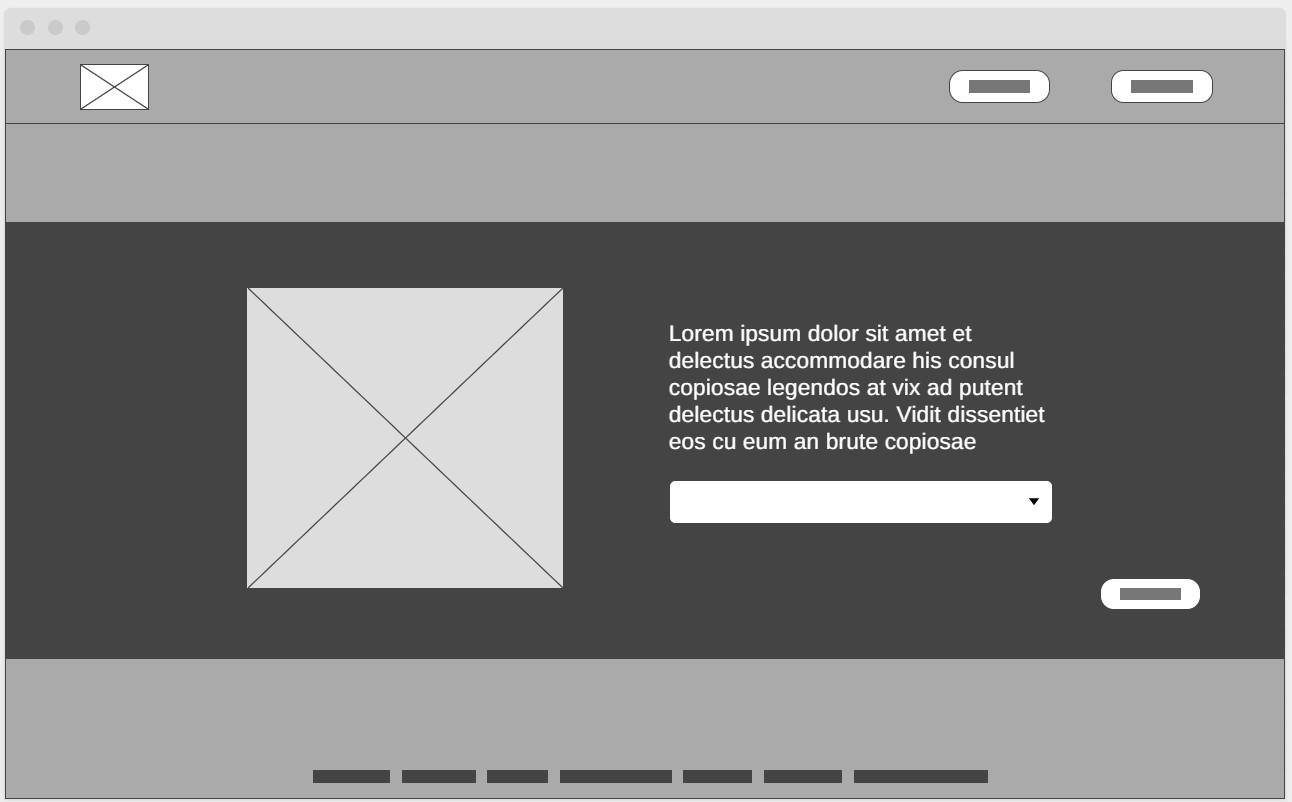 Lorem ipsum dolor sit amet et
delectus accommodare his consul
copiosae legendos at vix ad putent
delectus delicata usu. Vidit dissentiet
eos cu eum an brute copiosae